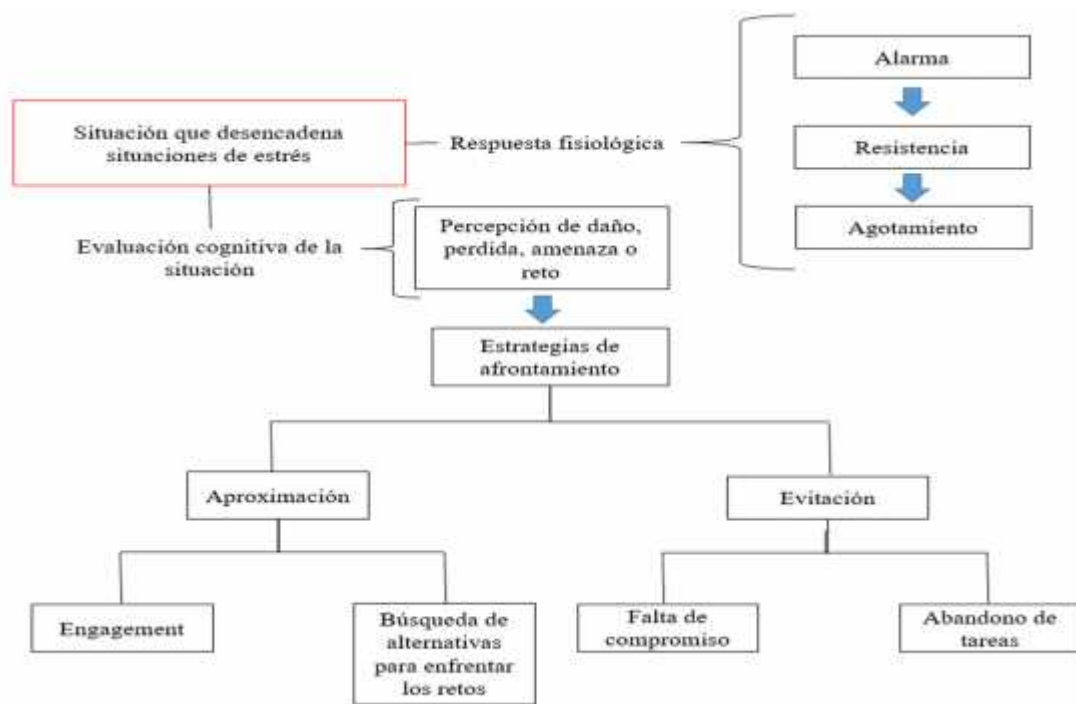 Alarma
Situación que desencadena
situaciones de estrés
Respuesta fisiológica
Resistencia
Agotamiento
Evaluación cognitiva de la
situación
Percepción de daño,
perdida, amenaza o
reto
Estrategias de
afrontamiento
Aproximación
Evitación
Engagement
Búsqueda de
alternativas
para enfrentar
los retos
Falta de
compromiso
Abandono de
tareas